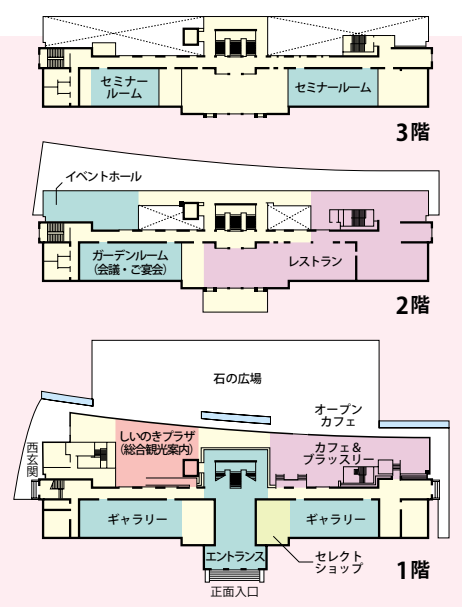 セミナー
ルーム
セミナールーム
3階
イベントホール
ガーデンルーム
(会議・ご宴会)
レストラン
2階
石の広場
オープン
カフェ
西玄関
しいのきプラザ
(総合観光案内)
カフェ&
ブラッスリー
ギャラリー
ギャラリー
エントランス
セレクト
ショップ
1階
正面入口